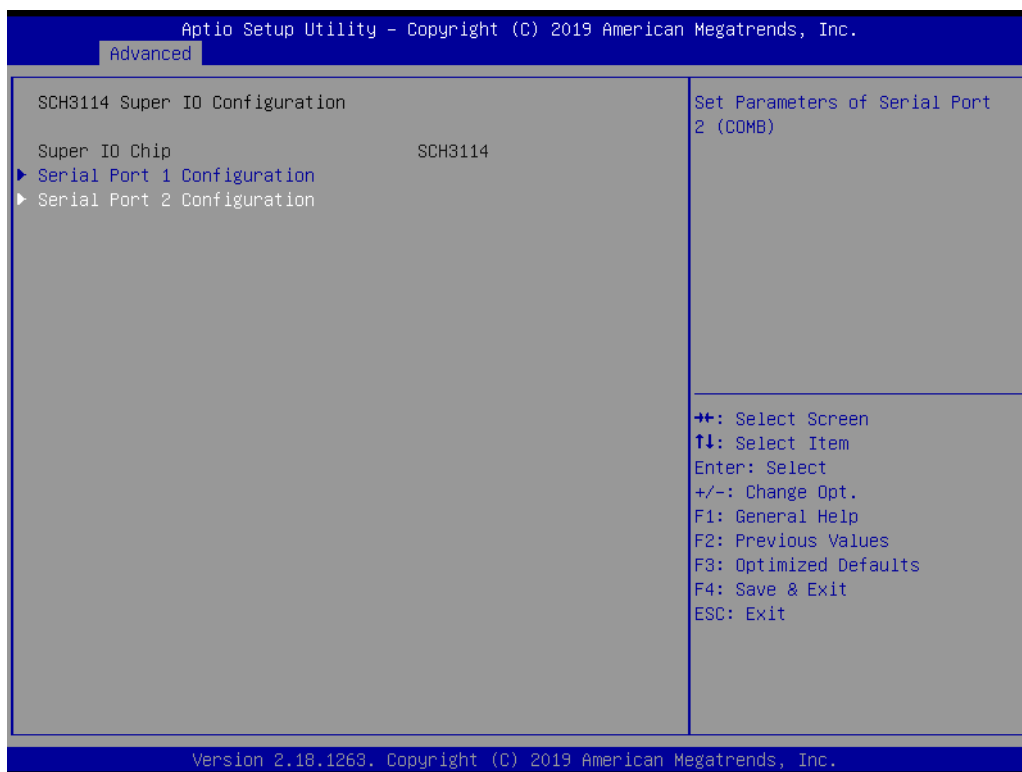 Aptio Setup Utility – Copyright (C) 2019 American Megatrends, Inc.
Advanced
SCH3114 Super IO Configuration
Super IO Chip SCH3114
▶ Serial Port 1 Configuration
▶ Serial Port 2 Configuration
Set Parameters of Serial Port
2 (COMB)
→←: Select Screen
↑↓: Select Item
Enter: Select
+/-: Change Opt.
F1: General Help
F2: Previous Values
F3: Optimized Defaults
F4: Save & Exit
ESC: Exit
Version 2.18.1263. Copyright (C) 2019 American Megatrends, Inc.